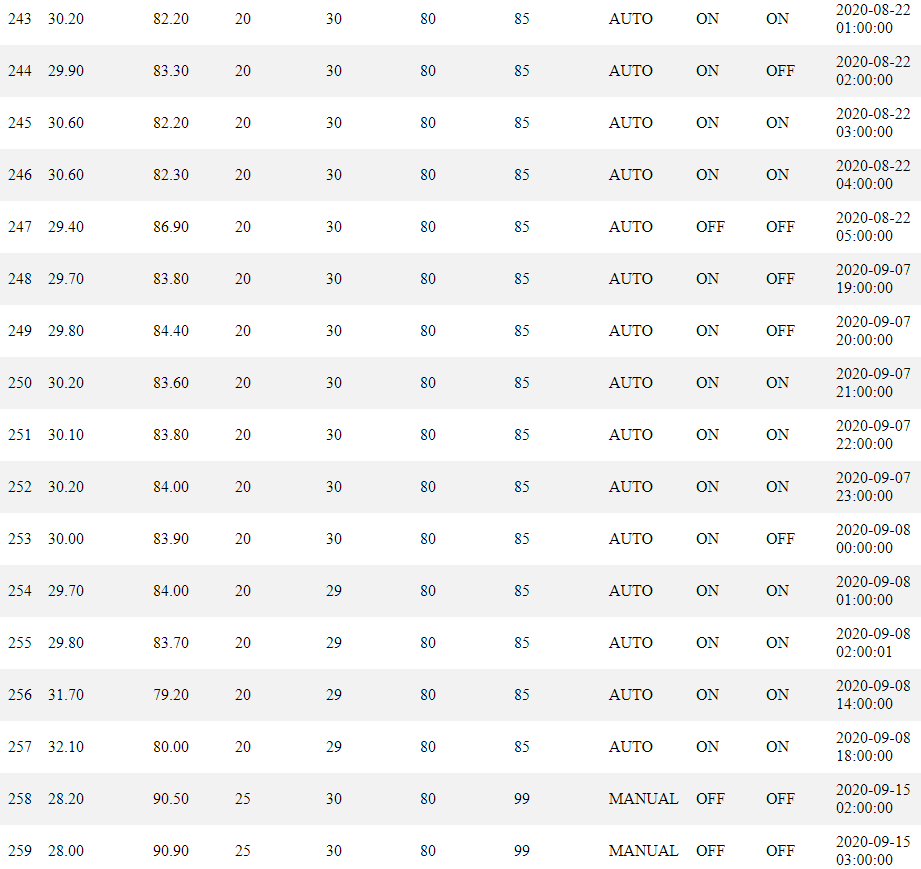 243 30.20 82.20 20 30 80 85 AUTO ON ON 2020-08-22
01:00:00
244 29.90 83.30 20 30 80 85 AUTO ON OFF 2020-08-22
02:00:00
245 30.60 82.20 20 30 80 85 AUTO ON ON 2020-08-22
03:00:00
246 30.60 82.30 20 30 80 85 AUTO ON ON 2020-08-22
04:00:00
247 29.40 86.90 20 30 80 85 AUTO OFF OFF 2020-08-22
05:00:00
248 29.70 83.80 20 30 80 85 AUTO ON OFF 2020-09-07
19:00:00
249 29.80 84.40 20 30 80 85 AUTO ON OFF 2020-09-07
20:00:00
250 30.20 83.60 20 30 80 85 AUTO ON ON 2020-09-07
21:00:00
251 30.10 83.80 20 30 80 85 AUTO ON ON 2020-09-07
22:00:00
252 30.20 84.00 20 30 80 85 AUTO ON ON 2020-09-07
23:00:00
253 30.00 83.90 20 30 80 85 AUTO ON OFF 2020-09-08
00:00:00
254 29.70 84.00 20 29 80 85 AUTO ON ON 2020-09-08
01:00:00
255 29.80 83.70 20 29 80 85 AUTO ON ON 2020-09-08
02:00:01
256 31.70 79.20 20 29 80 85 AUTO ON ON 2020-09-08
14:00:00
257 32.10 80.00 20 29 80 85 AUTO ON ON 2020-09-08
18:00:00
258 28.20 90.50 25 30 80 99 MANUAL OFF OFF 2020-09-15
02:00:00
259 28.00 90.90 25 30 80 99 MANUAL OFF OFF 2020-09-15
03:00:00